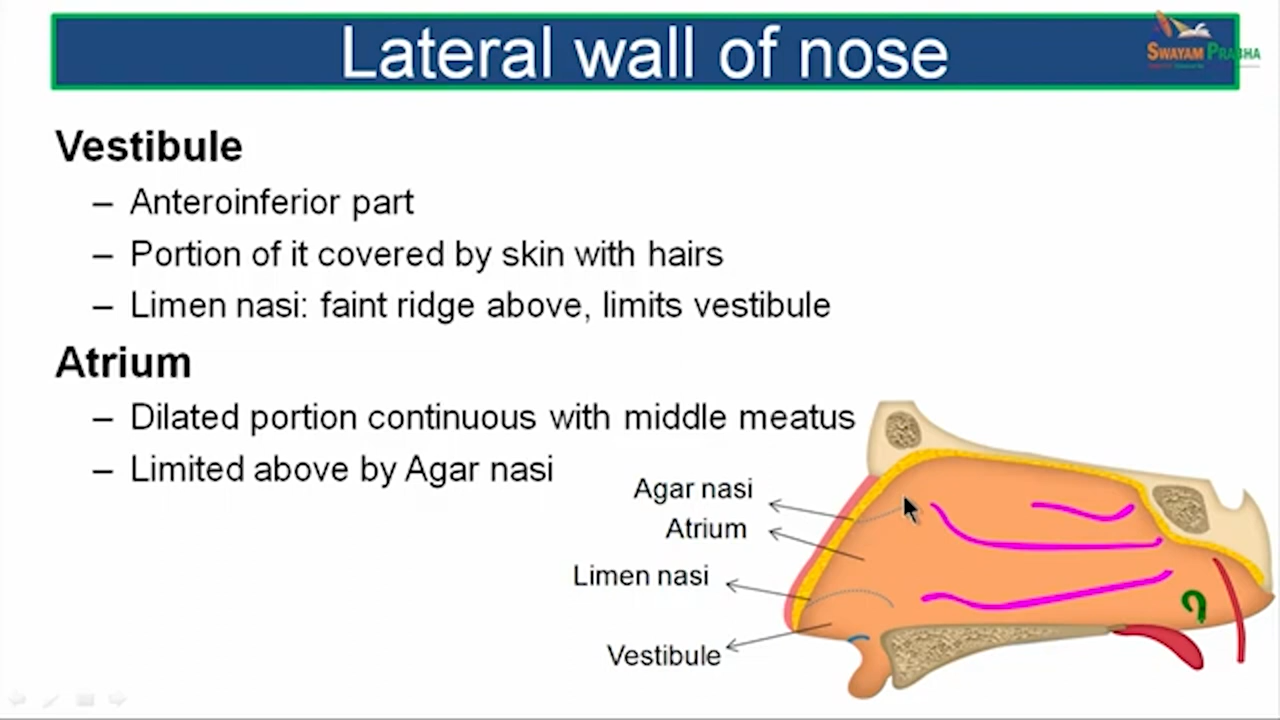 Lateral wall of nose
SWAYAM PRABHA
Vestibule
– Anteroinferior part
– Portion of it covered by skin with hairs
– Limen nasi: faint ridge above, limits vestibule
Atrium
– Dilated portion continuous with middle meatus
– Limited above by Agar nasi
Agar nasi
Atrium
Limen nasi
Vestibule